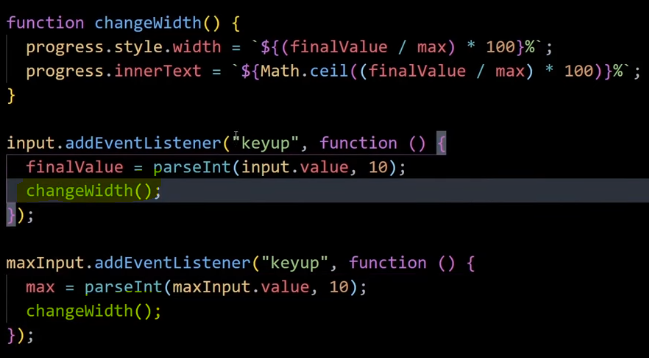 function changeWidth() {
  progress.style.width = `${(finalValue / max) * 100}%`;
  progress.innerText = `${Math.ceil((finalValue / max) * 100)}%`;
}
input.addEventListener("keyup", function () {
  finalValue = parseInt(input.value, 10);
  changeWidth();
});
maxInput.addEventListener("keyup", function () {
  max = parseInt(maxInput.value, 10);
  changeWidth();
});